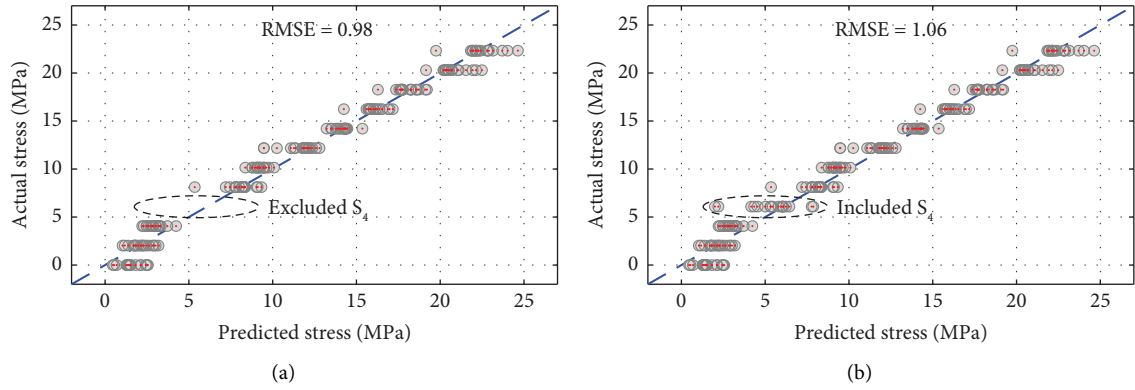 RMSE = 0.98
Actual stress (MPa)
25
20
15
10
5
0
Excluded S4
0 5 10 15 20 25
Predicted stress (MPa)
(a)
RMSE = 1.06
Actual stress (MPa)
25
20
15
10
5
0
Included S4
0 5 10 15 20 25
Predicted stress (MPa)
(b)